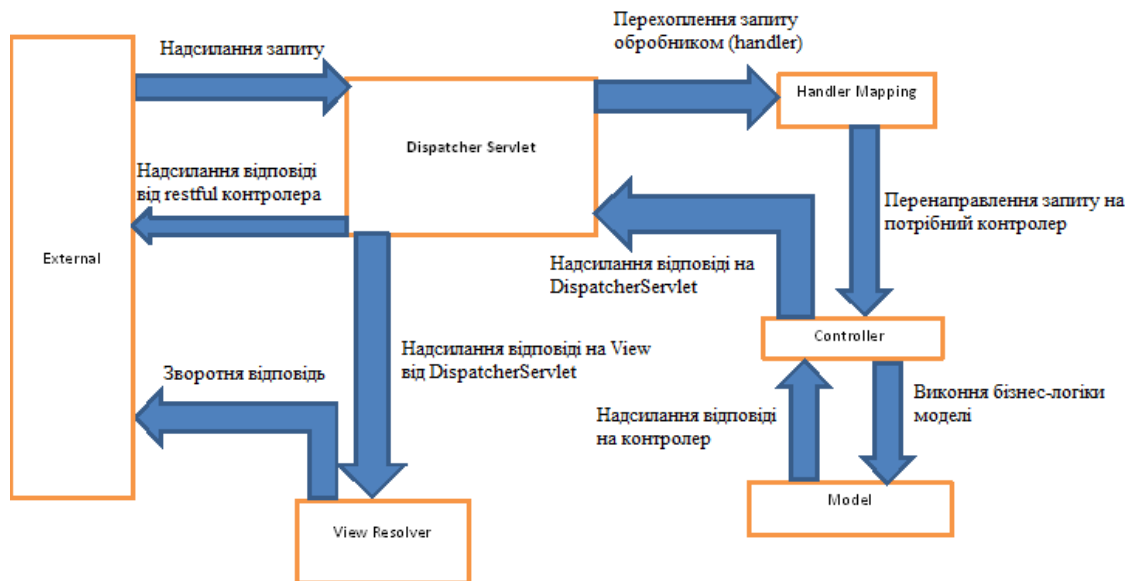 Надсилання запиту
Перехоплення запиту
обробником (handler)
Handler Mapping
Dispatcher Servlet
Надсилання відповіді
від restful контролера
Перенаправлення запиту на
потрібний контролер
External
Надсилання відповіді на
DispatcherServlet
Controller
Надсилання відповіді на View
від DispatcherServlet
Зворотня відповідь
Виконня бізнес-логіки
моделі
Надсилання відповіді
на контролер
Model
View Resolver